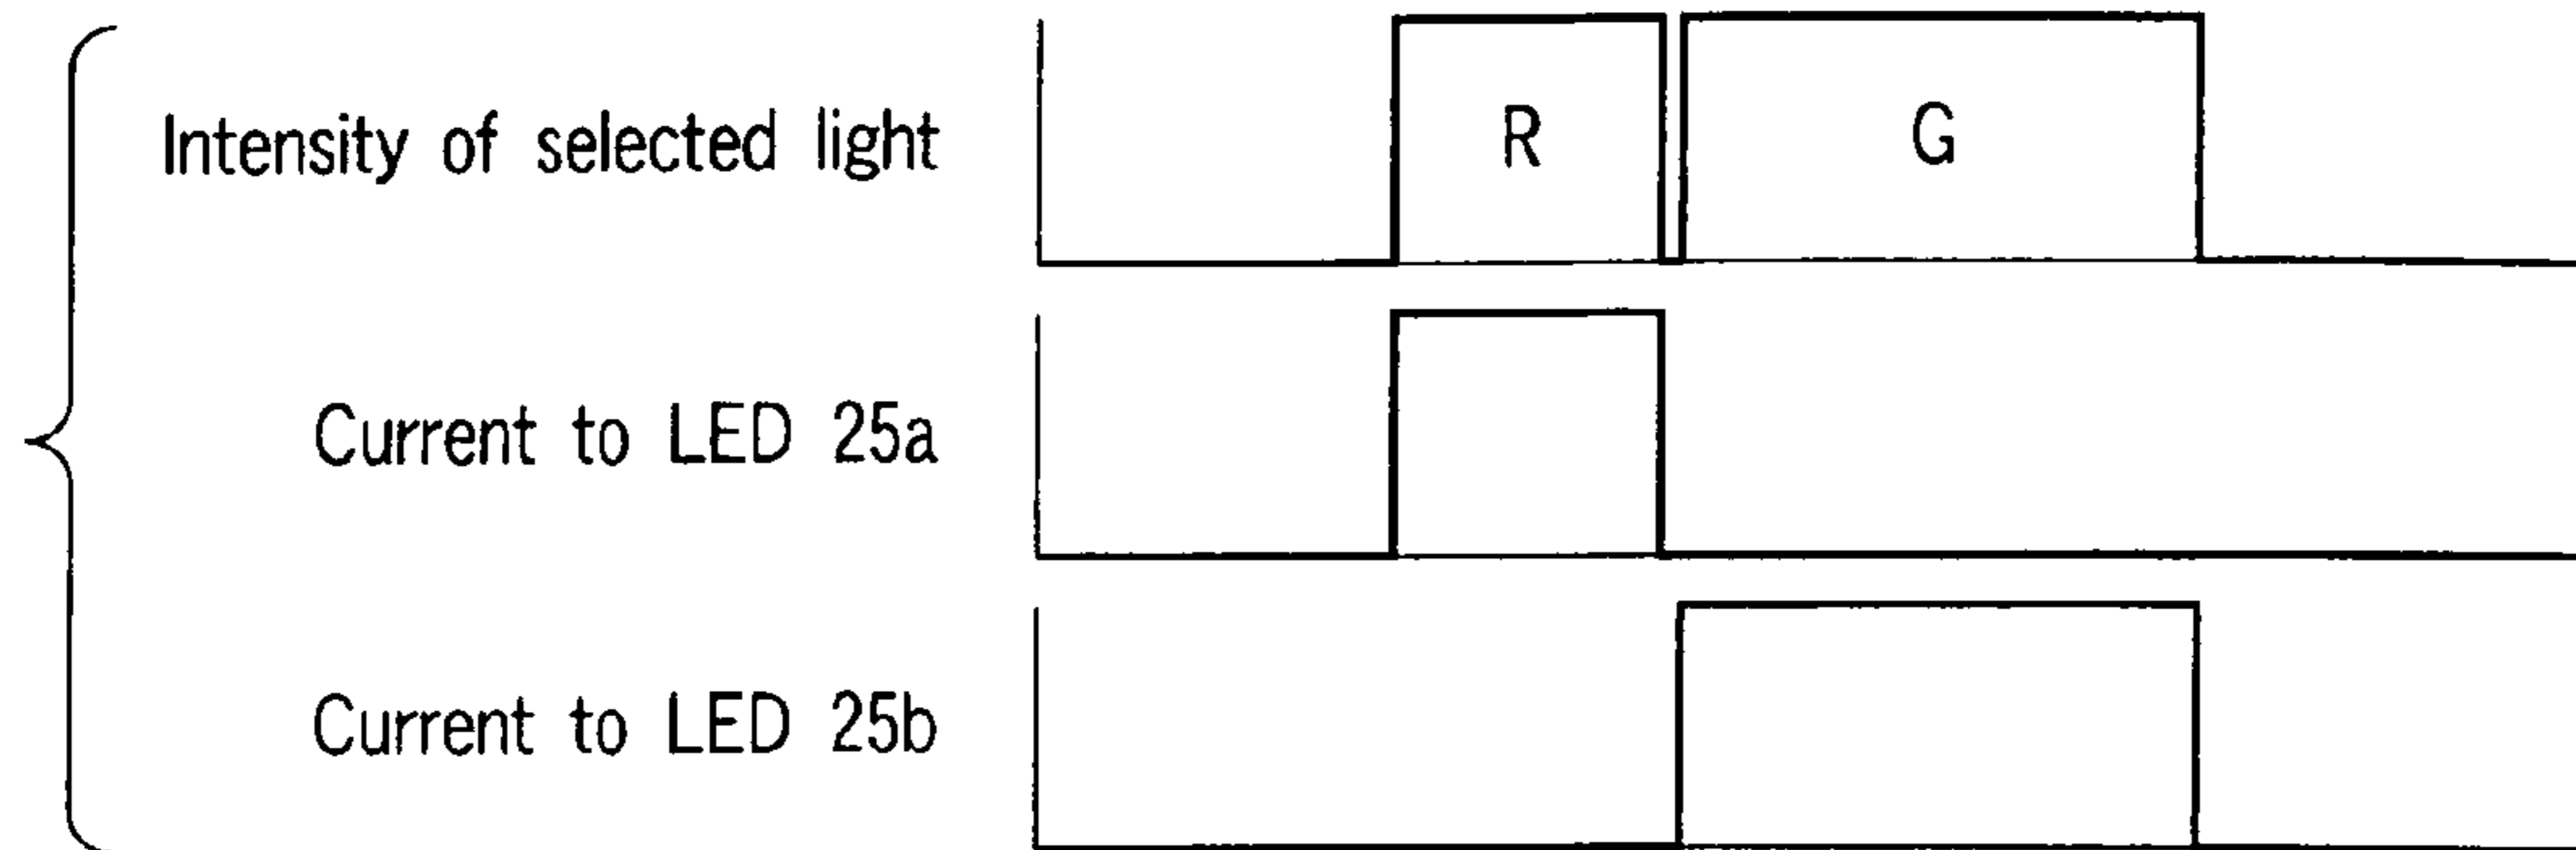 Intensity of selected light
R
G
Current to LED 25a
Current to LED 25b